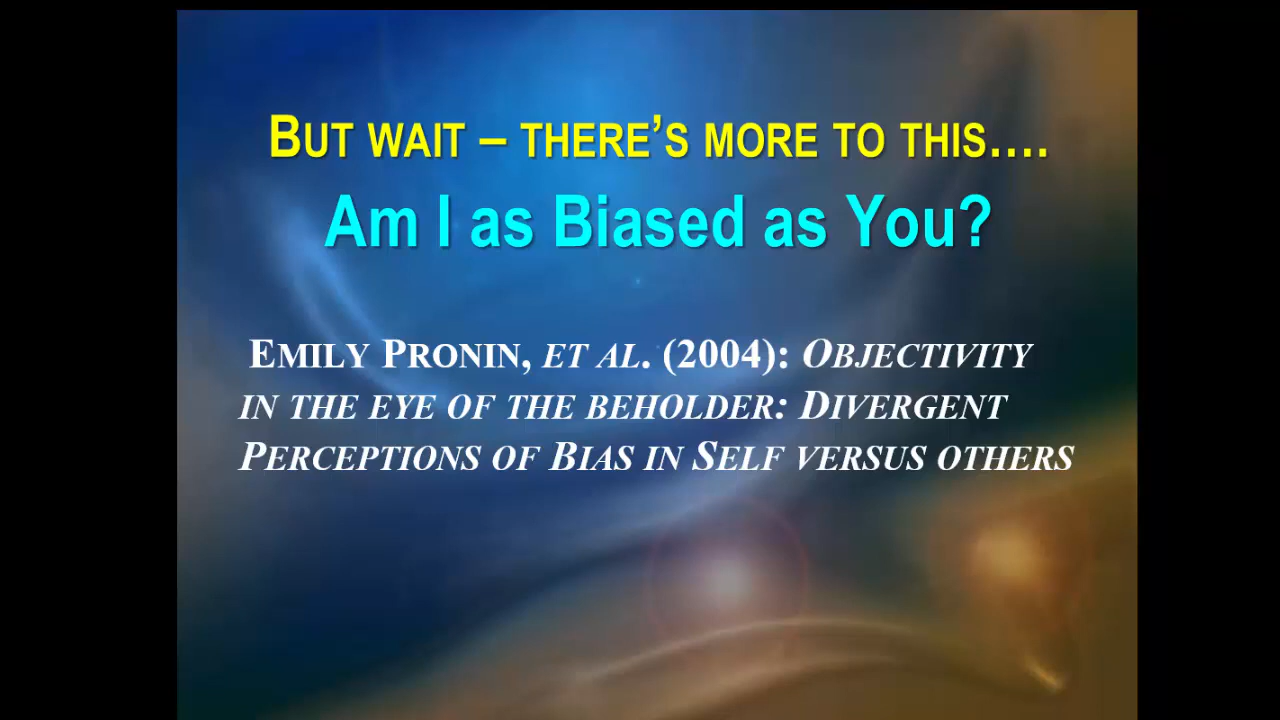 BUT WAIT – THERE’S MORE TO THIS….
Am I as Biased as You?
EMILY PRONIN, ET AL. (2004): OBJECTIVITY
IN THE EYE OF THE BEHOLDER: DIVERGENT
PERCEPTIONS OF BIAS IN SELF VERSUS OTHERS